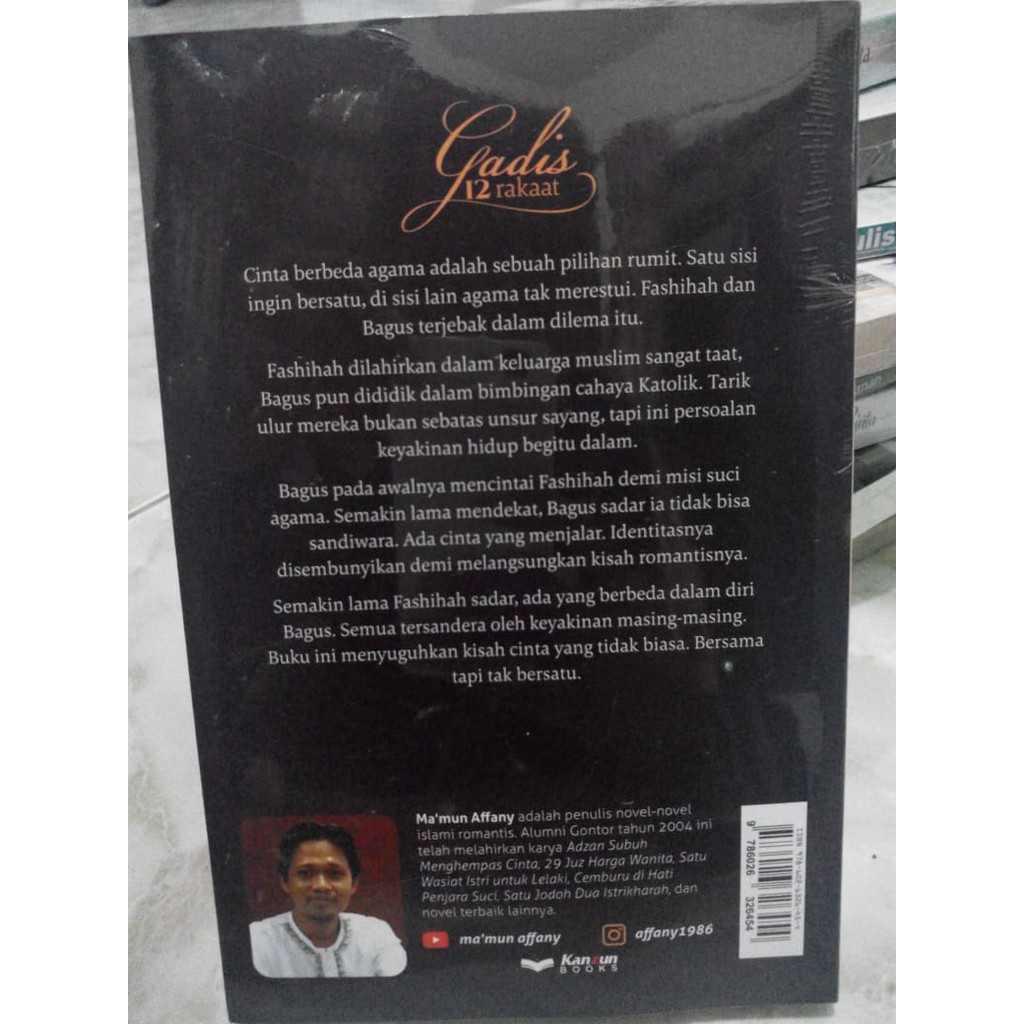 Gadis
12 rakaat
Cinta berbeda agama adalah sebuah pilihan rumit. Satu sisi
ingin bersatu, di sisi lain agama tak merestui. Fashihah dan
Bagus terjebak dalam dilema itu.
Fashihah dilahirkan dalam keluarga muslim sangat taat,
Bagus pun dididik dalam bimbingan cahaya Katolik. Tarik
ulur mereka bukan sebatas unsur sayang, tapi ini persoalan
keyakinan hidup begitu dalam.
Bagus pada awalnya mencintai Fashihah demi misi suci
agama. Semakin lama mendekat, Bagus sadar ia tidak bisa
sandiwara. Ada cinta yang menjalar. Identitasnya
disembunyikan demi melangsungkan kisah romantisnya.
Semakin lama Fashihah sadar, ada yang berbeda dalam diri
Bagus. Semua tersandera oleh keyakinan masing-masing.
Buku ini menyuguhkan kisah cinta yang tidak biasa. Bersama
tapi tak bersatu.
Ma'mun Affany adalah penulis novel-novel
islami romantis. Alumni Gontor tahun 2004 ini
telah melahirkan karya Adzan Subuh
Menghempas Cinta, 29 Juz Harga Wanita, Satu
Wasiat Istri untuk Lelaki, Cemburu di Hati
Penjara Suci, Satu Jodoh Dua Istrikharah, dan
novel terbaik lainnya.
ma'mun affany
affany1986
Kanzun
BOOKS
9 786026 326454
ulis